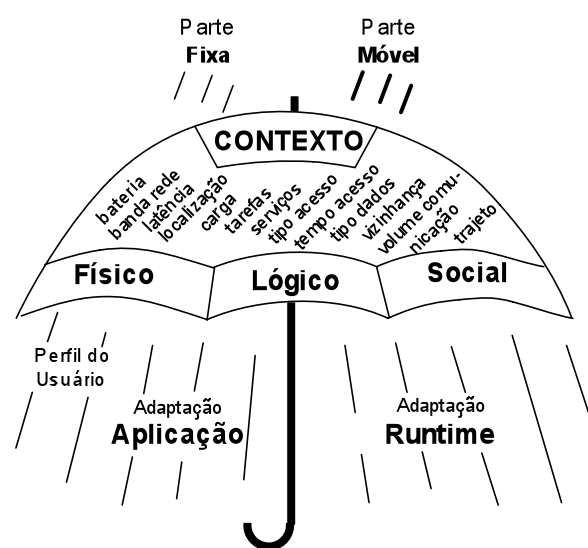 Parte
Fixa
Parte
Móvel
CONTEXTO
bateria
banda rede
latência
localização
carga
tarefas
serviços
tipo acesso
tempo acesso
tipo dados
vizinhança
volume comu-
nicação
trajeto
Físico
Lógico
Social
Perfil do
Usuário
Adaptação
Aplicação
Adaptação
Runtime